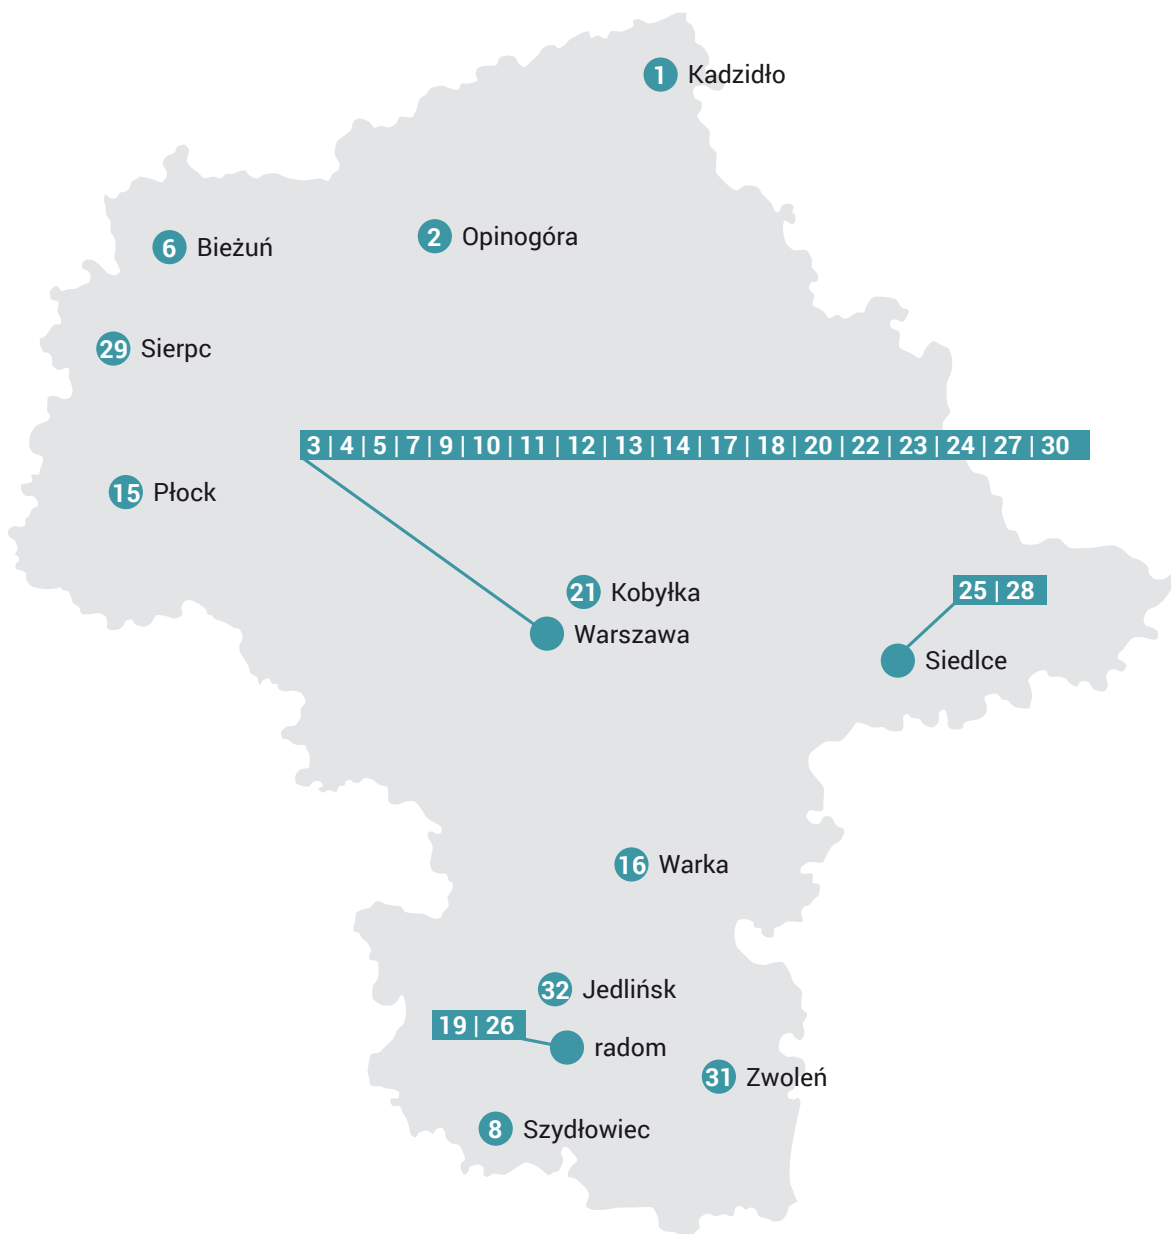 1 Kadzidło
2 Opinogóra
6 Bieżuń
29 Sierpc
3 | 4 | 5 | 7 | 9 | 10 | 11 | 12 | 13 | 14 | 17 | 18 | 20 | 22 | 23 | 24 | 27 | 30
15 Płock
21 Kobyłka
25 | 28
Warszawa
Siedlce
16 Warka
32 Jedlińsk
19 | 26
radom
31 Zwoleń
8 Szydłowiec